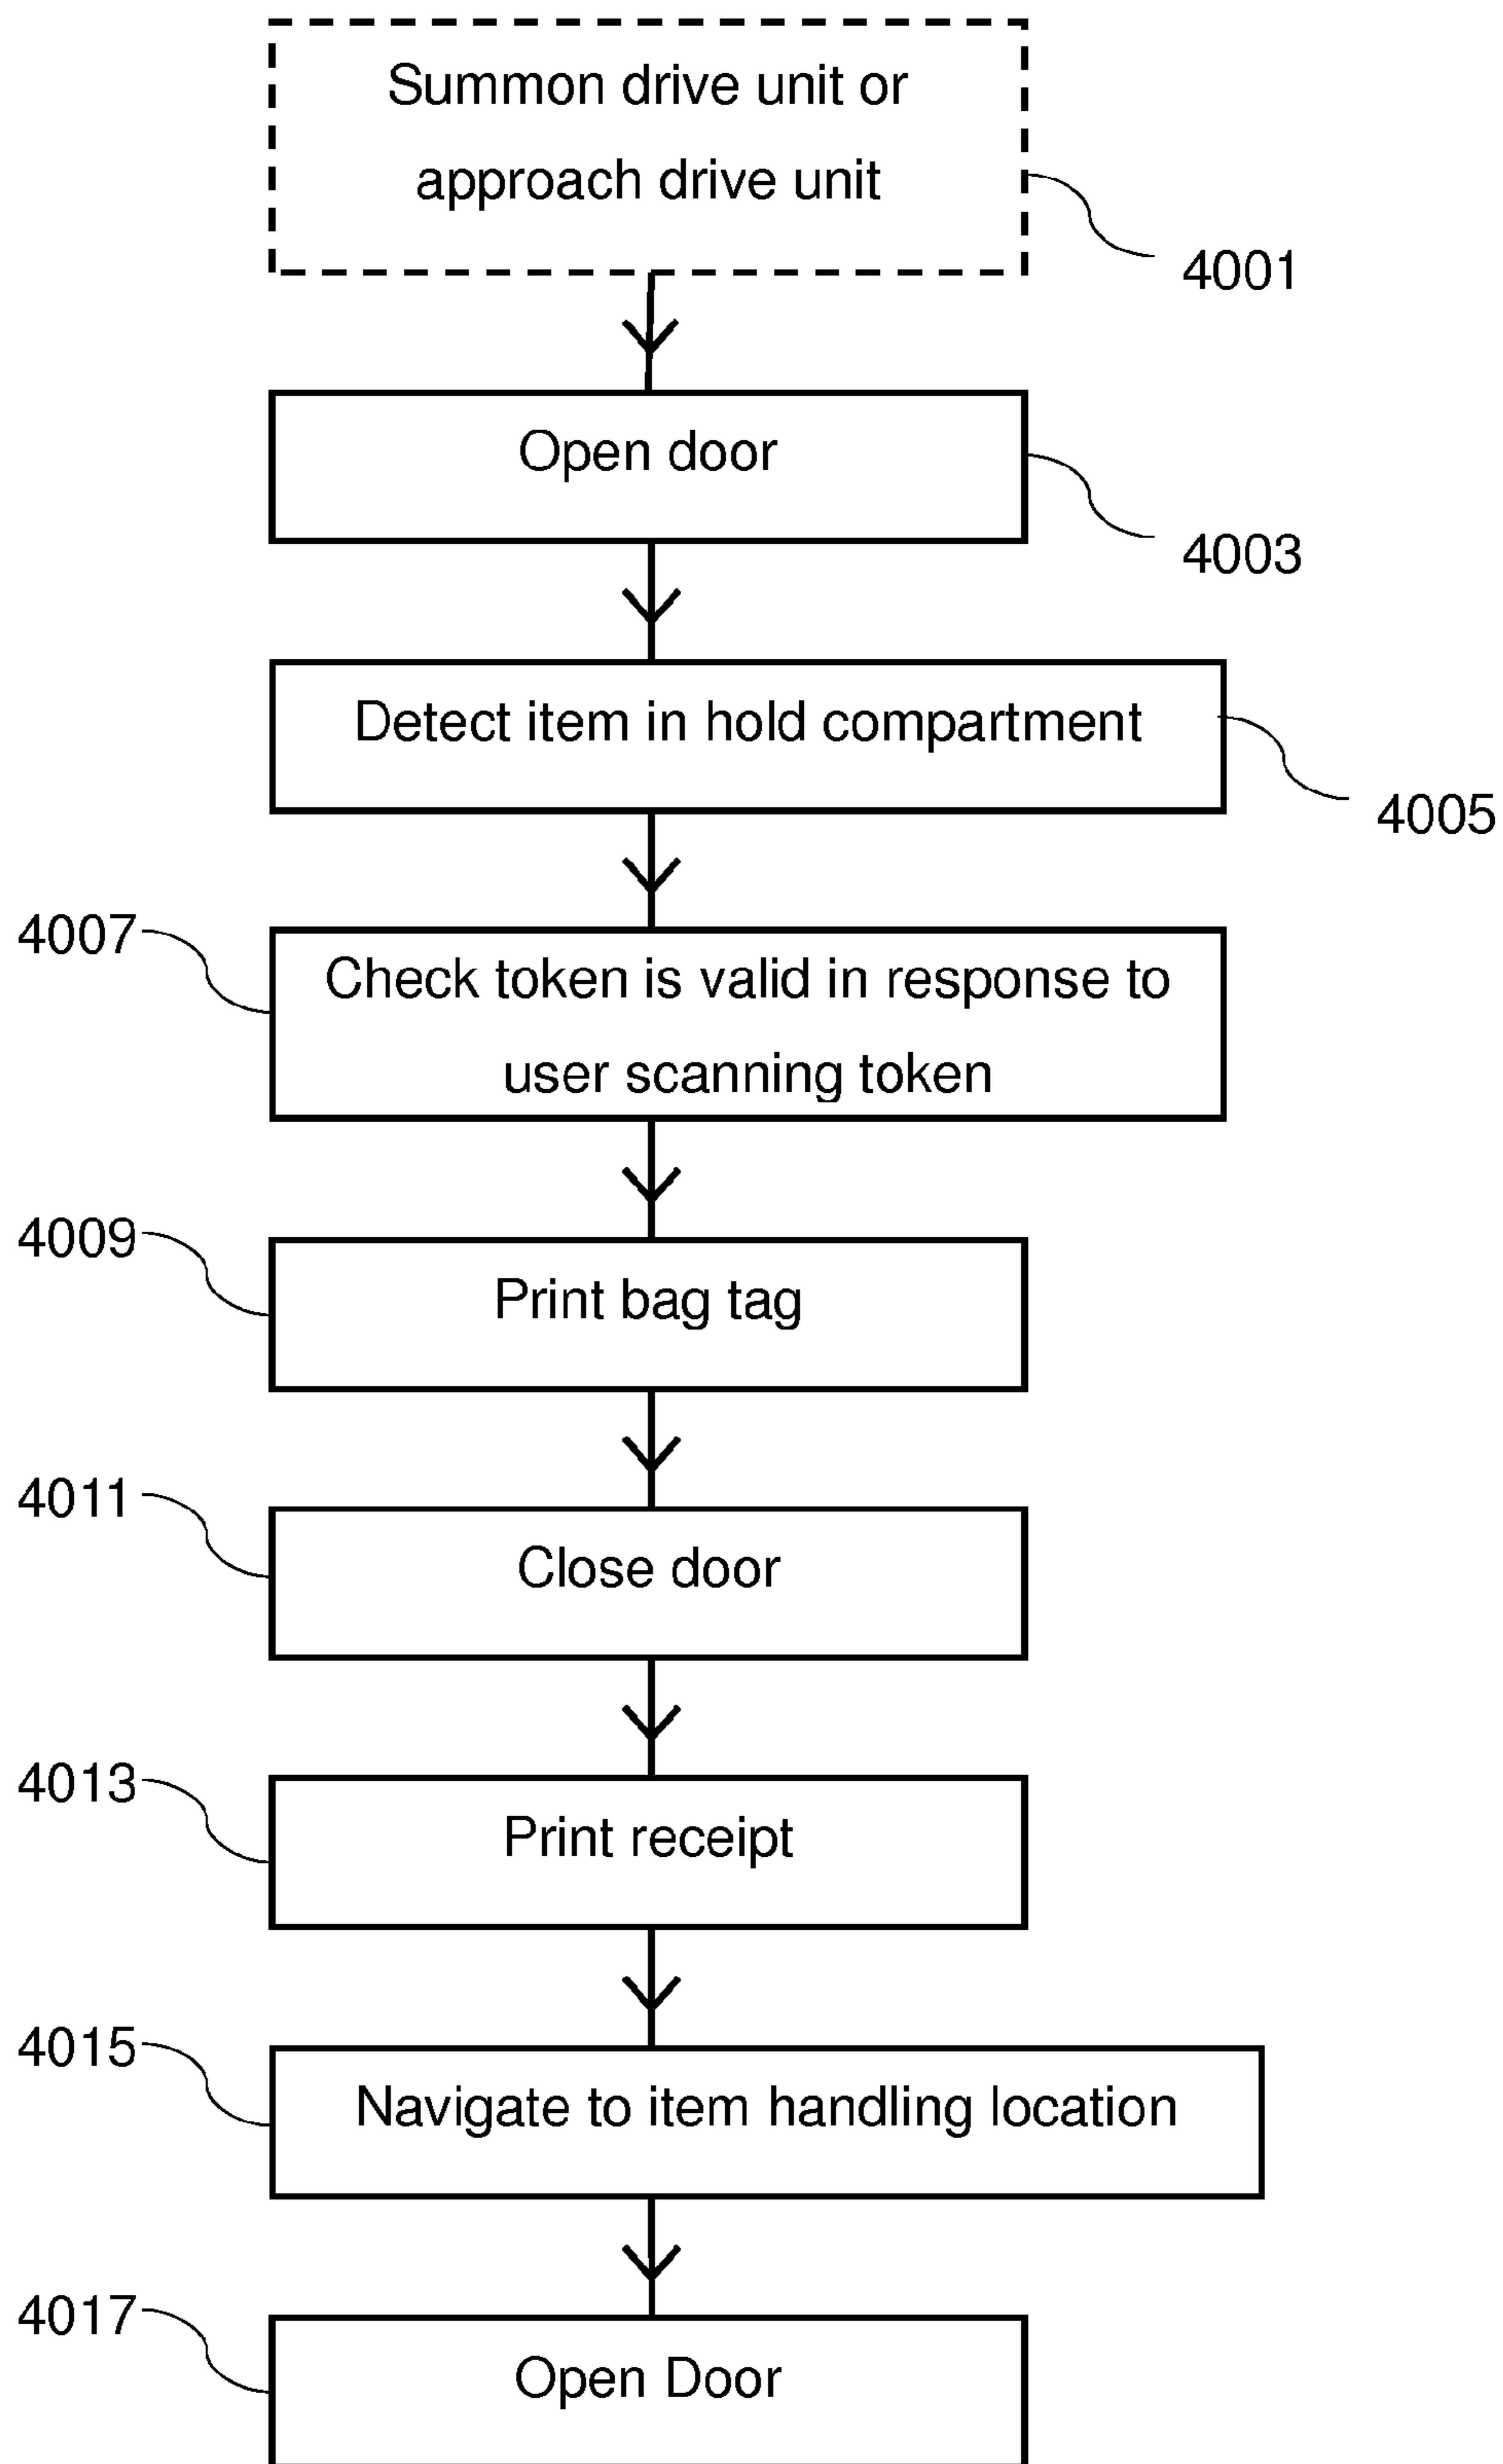 Summon drive unit or
approach drive unit
4001
Open door
4003
Detect item in hold compartment
4005
4007
Check token is valid in response to
user scanning token
4009
Print bag tag
4011
Close door
4013
Print receipt
4015
Navigate to item handling location
4017
Open Door